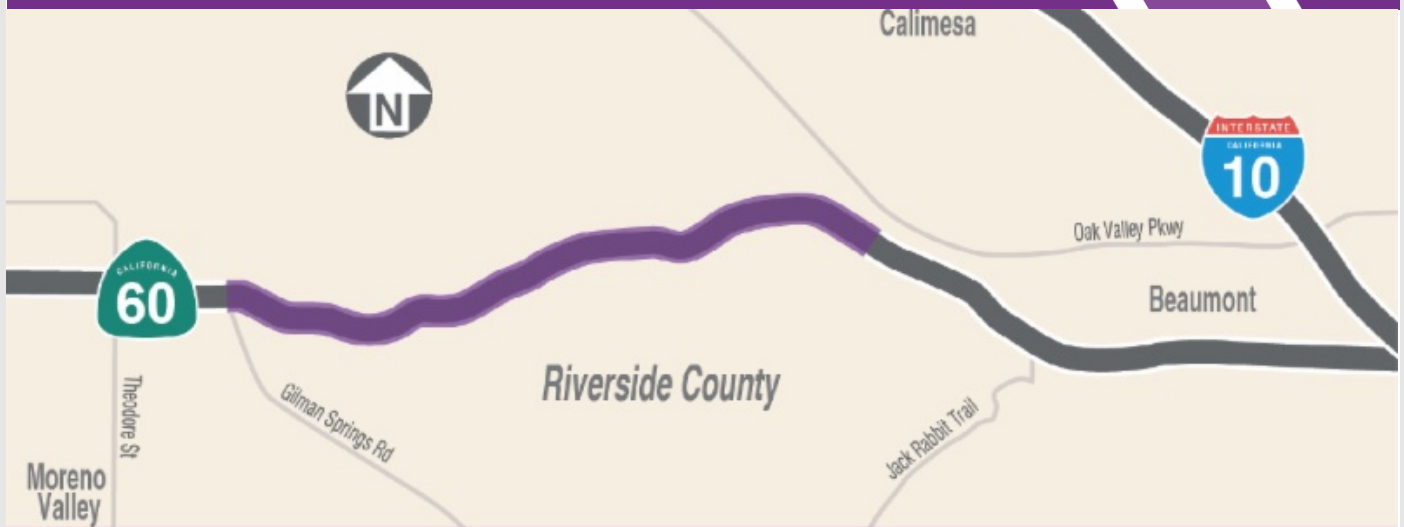 Calimesa
N
INTERSTATE
CALIFORNIA
10
Oak Valley Pkwy
CALIFORNIA
60
Beaumont
Riverside County
Theodore St
Gilman Springs Rd
Jack Rabbit Trail
Moreno
Valley